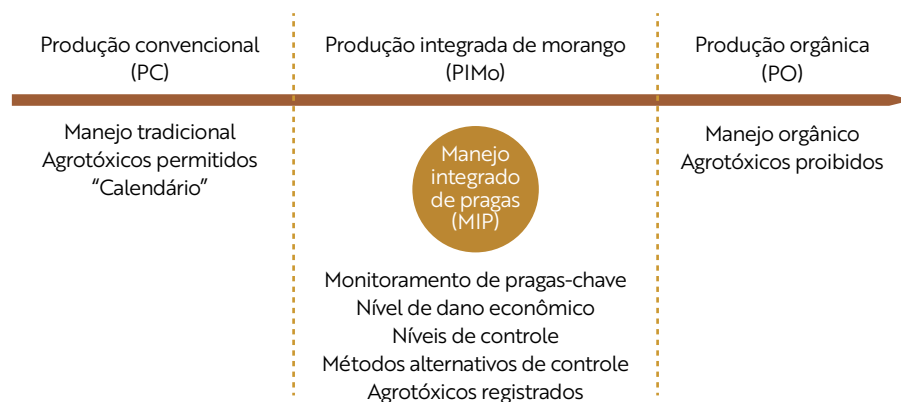 Produção convencional
(PC)
Manejo tradicional
Agrotóxicos permitidos
“Calendário”
Produção integrada de morango
(PIMo)
Manejo
integrado
de pragas
(MIP)
Monitoramento de pragas-chave
Nível de dano econômico
Níveis de controle
Métodos alternativos de controle
Agrotóxicos registrados
Produção orgânica
(PO)
Manejo orgânico
Agrotóxicos proibidos